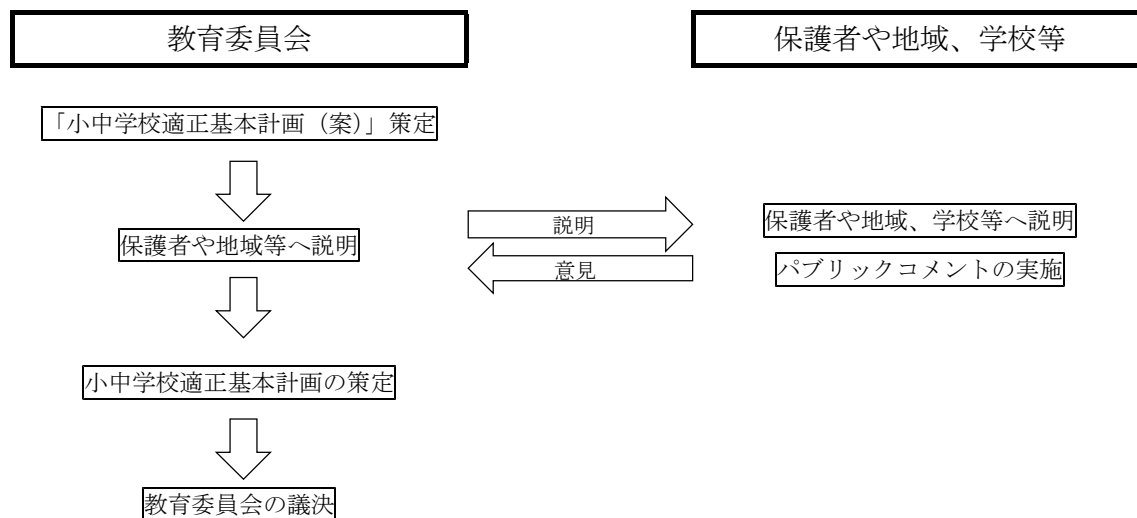 教育委員会
保護者や地域、学校等
「小中学校適正基本計画（案）」策定
保護者や地域等へ説明
説明
意見
保護者や地域、学校等へ説明
パブリックコメントの実施
小中学校適正基本計画の策定
教育委員会の議決